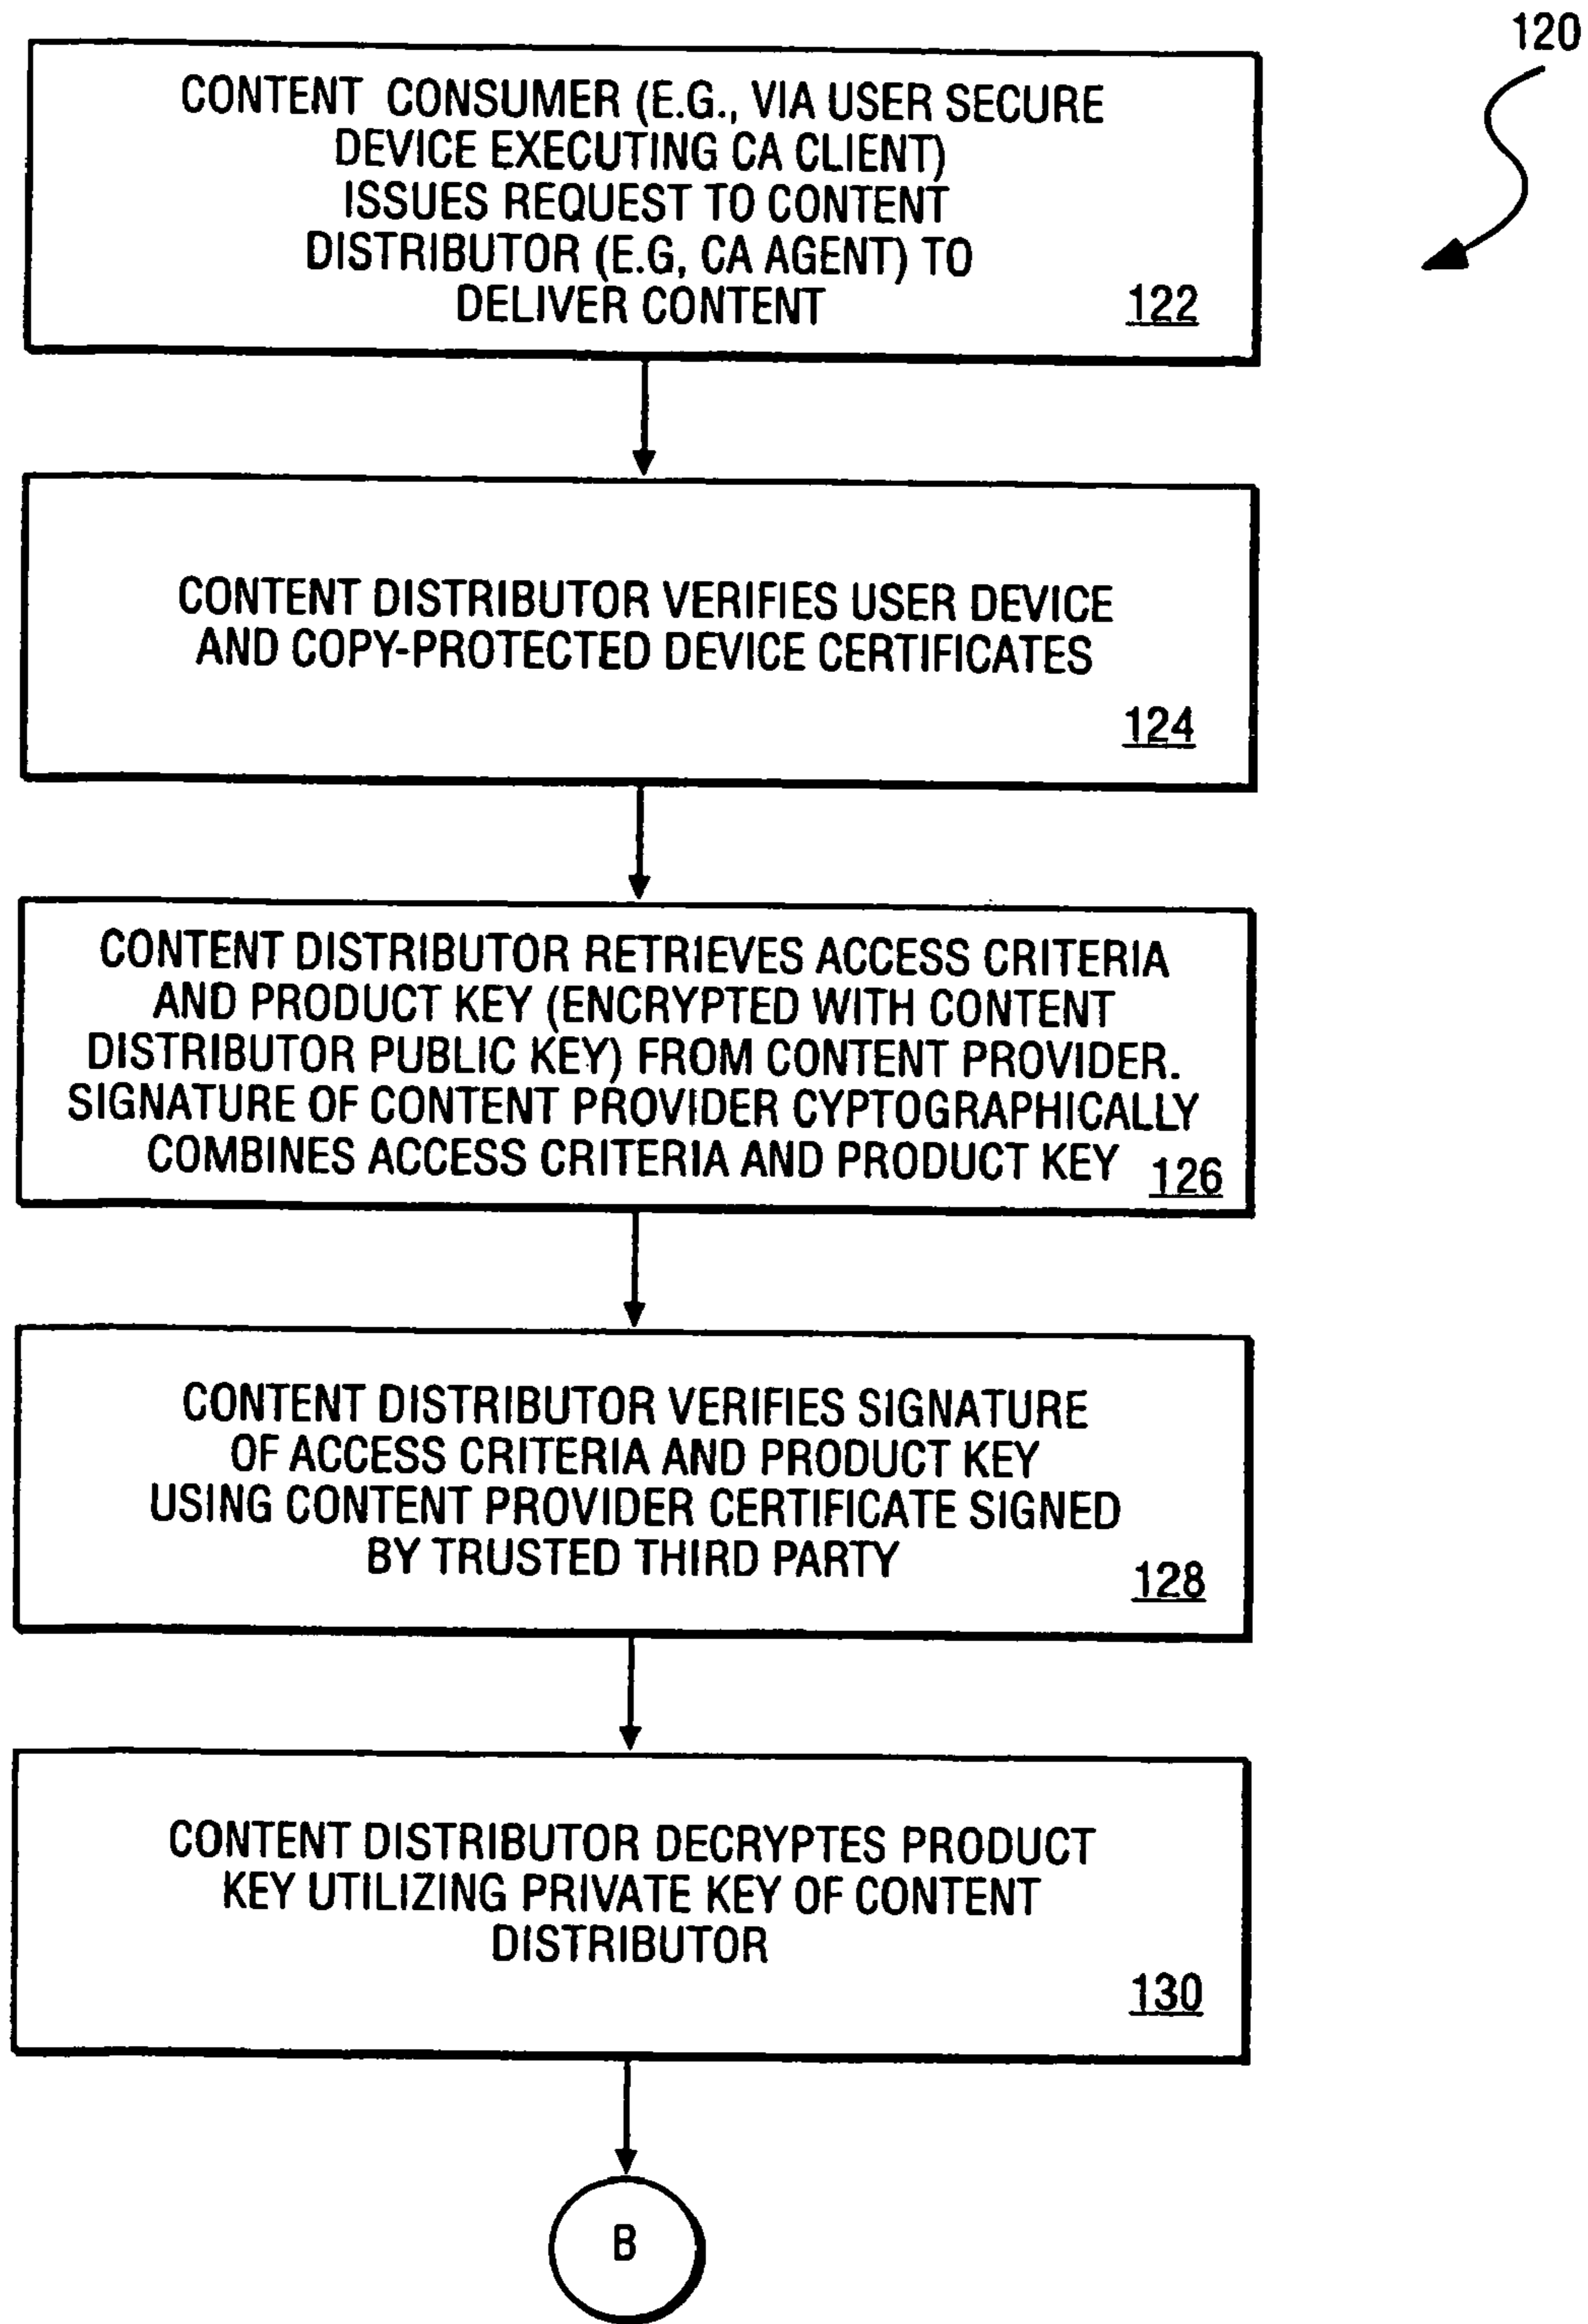 120
CONTENT CONSUMER (E.G., VIA USER SECURE
DEVICE EXECUTING CA CLIENT)
ISSUES REQUEST TO CONTENT
DISTRIBUTOR (E.G, CA AGENT) TO
DELIVER CONTENT
122
CONTENT DISTRIBUTOR VERIFIES USER DEVICE
AND COPY-PROTECTED DEVICE CERTIFICATES
124
CONTENT DISTRIBUTOR RETRIEVES ACCESS CRITERIA
AND PRODUCT KEY (ENCRYPTED WITH CONTENT
DISTRIBUTOR PUBLIC KEY) FROM CONTENT PROVIDER.
SIGNATURE OF CONTENT PROVIDER CYPTOGRAPHICALLY
COMBINES ACCESS CRITERIA AND PRODUCT KEY
126
CONTENT DISTRIBUTOR VERIFIES SIGNATURE
OF ACCESS CRITERIA AND PRODUCT KEY
USING CONTENT PROVIDER CERTIFICATE SIGNED
BY TRUSTED THIRD PARTY
128
CONTENT DISTRIBUTOR DECRYPTES PRODUCT
KEY UTILIZING PRIVATE KEY OF CONTENT
DISTRIBUTOR
130
B